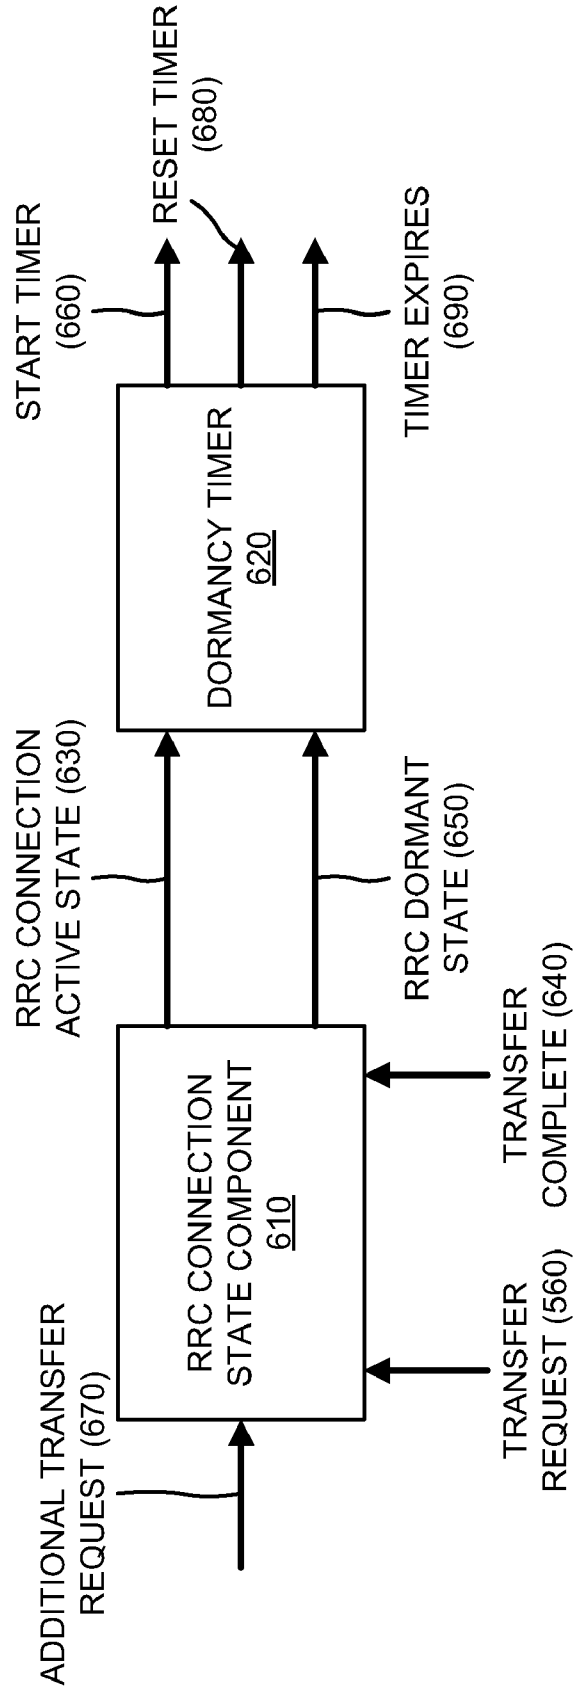 ADDITIONAL TRANSFER
REQUEST (670)
RRC CONNECTION
STATE COMPONENT
610
TRANSFER
REQUEST (560)
TRANSFER
COMPLETE (640)
RRC CONNECTION
ACTIVE STATE (630)
RRC DORMANT
STATE (650)
DORMANCY TIMER
620
START TIMER
(660)
RESET TIMER
(680)
TIMER EXPIRES
(690)